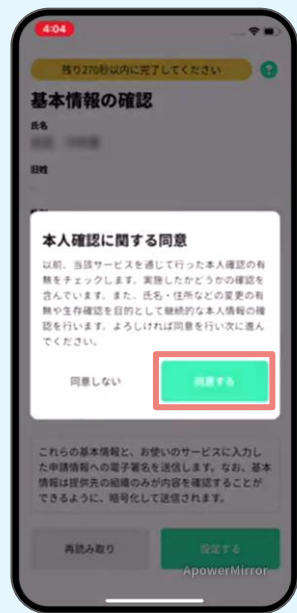 4:04
残り270秒以内に完了してください
?
基本情報の確認
氏名
旧姓
本人確認に関する同意
以前、当該サービスを通じて行った本人確認の有
無をチェックします。実施したかどうかの確認を
含んでいます。また、氏名・住所などの変更の有
無や生存確認を目的として継続的な本人情報の確
認を行います。よろしければ同意を行い次に進ん
でください。
同意しない
同意する
これらの基本情報と、お使いのサービスに入力し
た申請情報への電子署名を送信します。なお、基本
情報は提供先の組織のみが内容を確認することが
できるように、暗号化して送信されます。
再読み取り
設定する
ApowerMirror